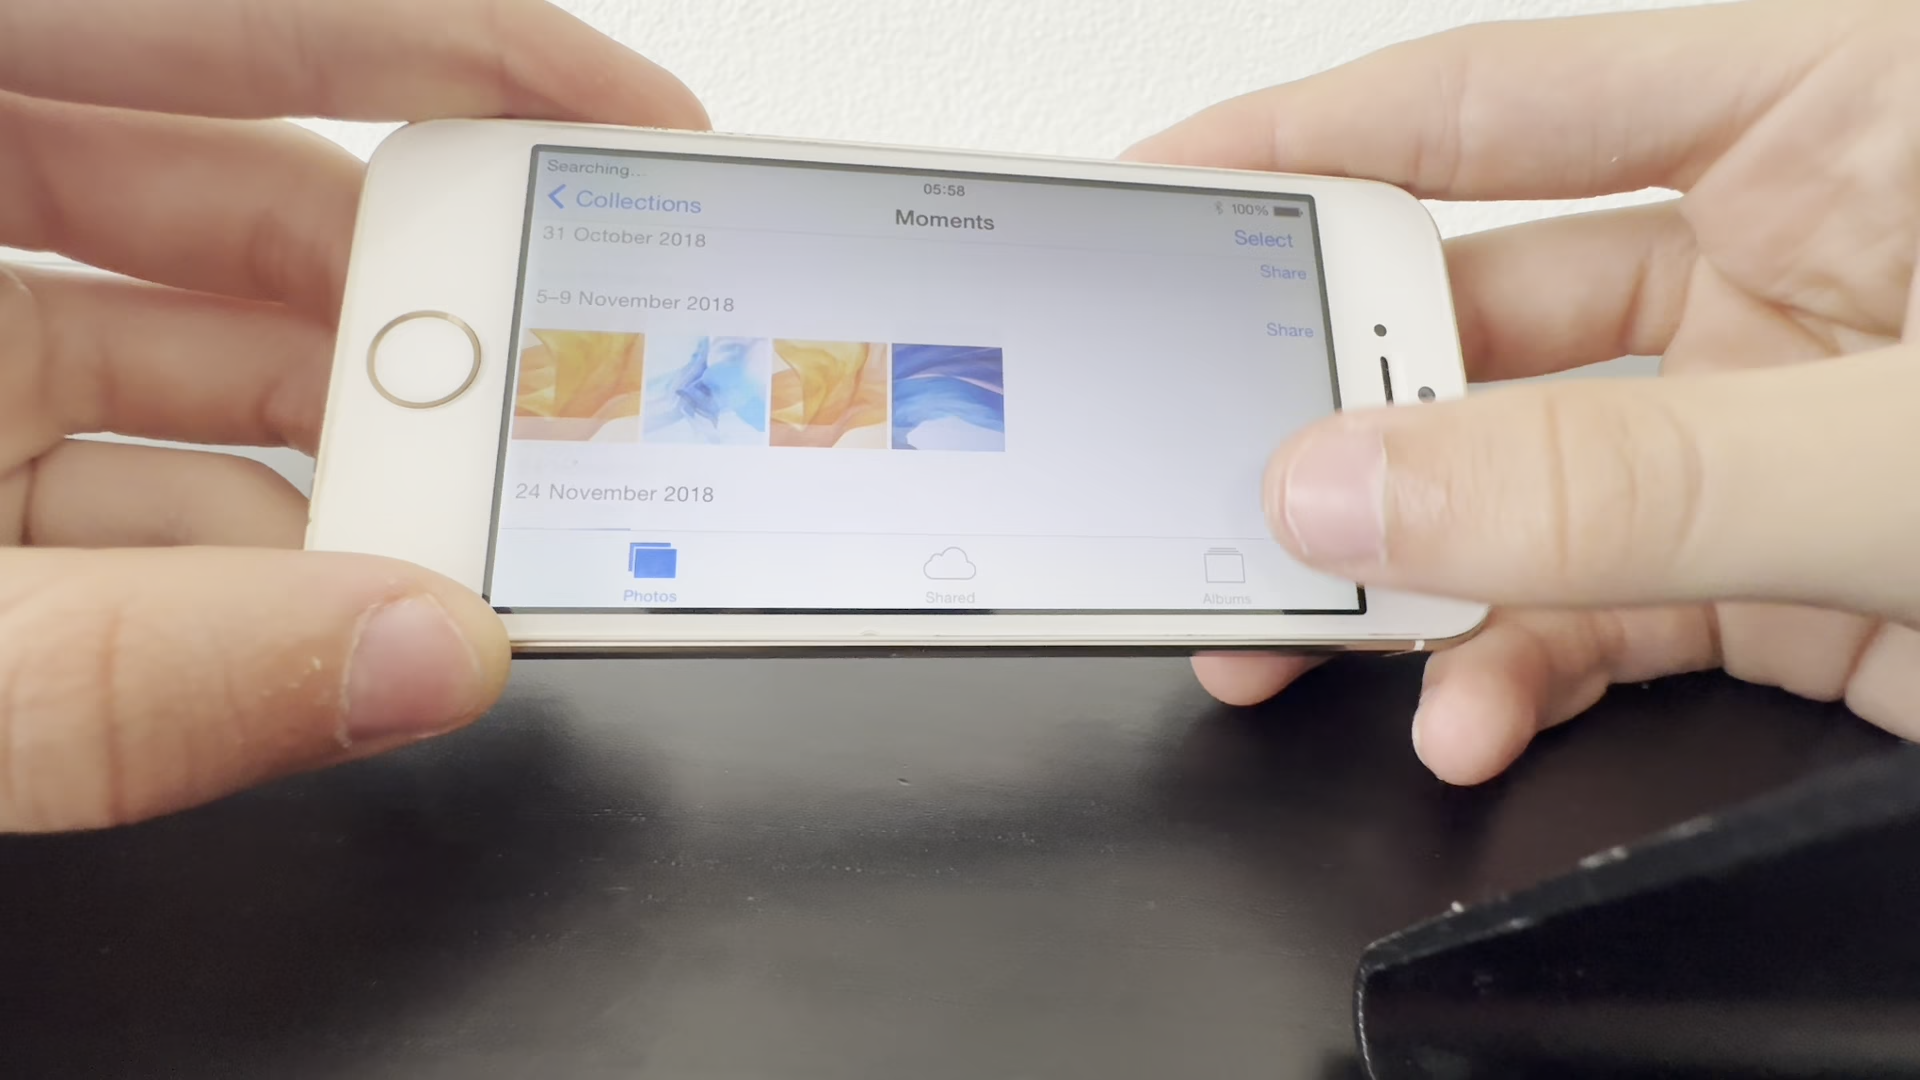 Searching...
05:58
100%
Collections
Moments
Select
31 October 2018
Share
5–9 November 2018
Share
24 November 2018
Photos
Shared
Albums